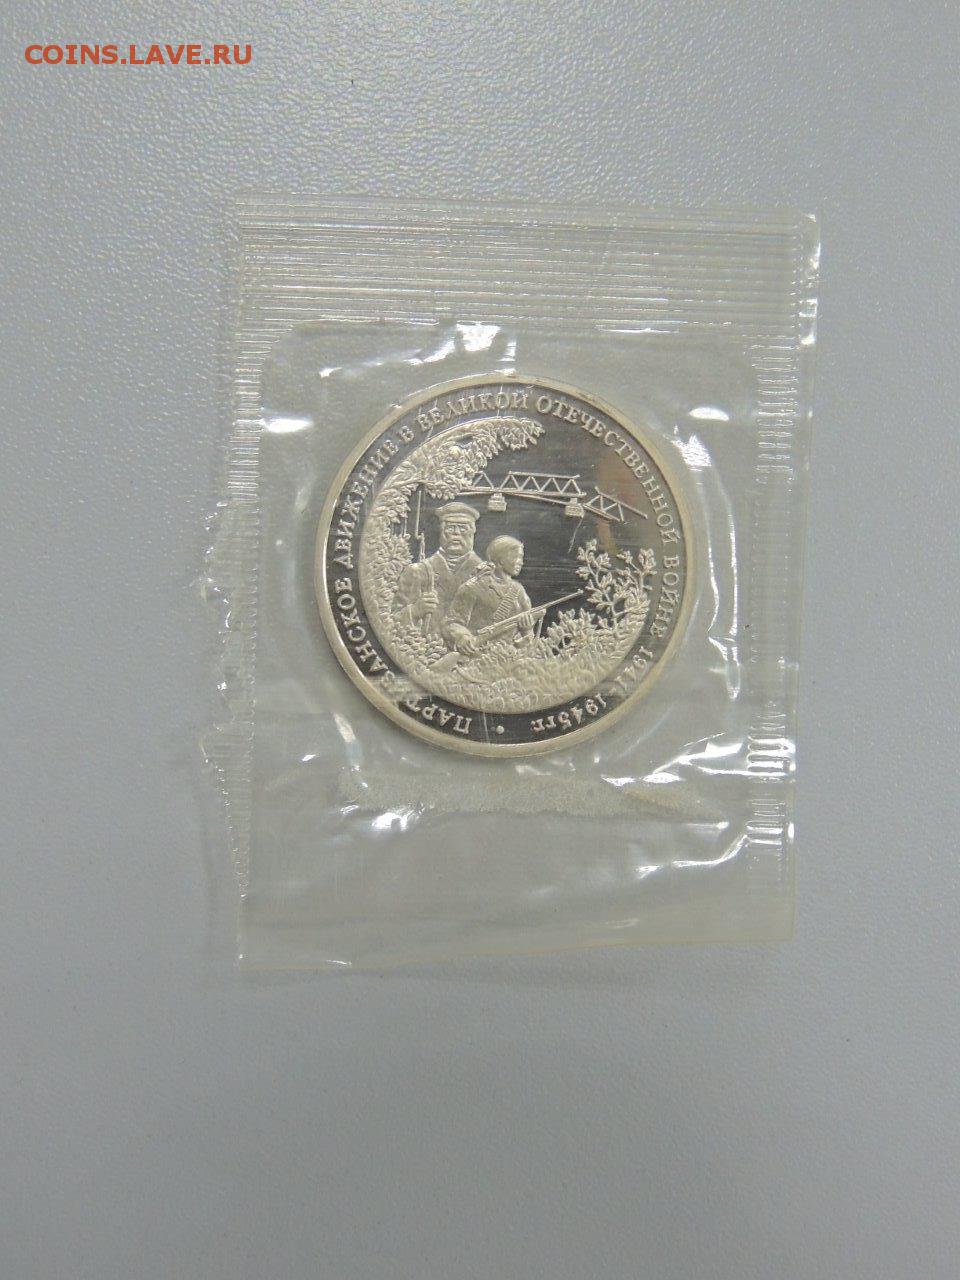 COINS.LAVE.RU
ПАРТИЗАНСКОЕ ДВИЖЕНИЕ В ВЕЛИКОЙ ОТЕЧЕСТВЕННОЙ ВОЙНЕ 1941-1945гг.